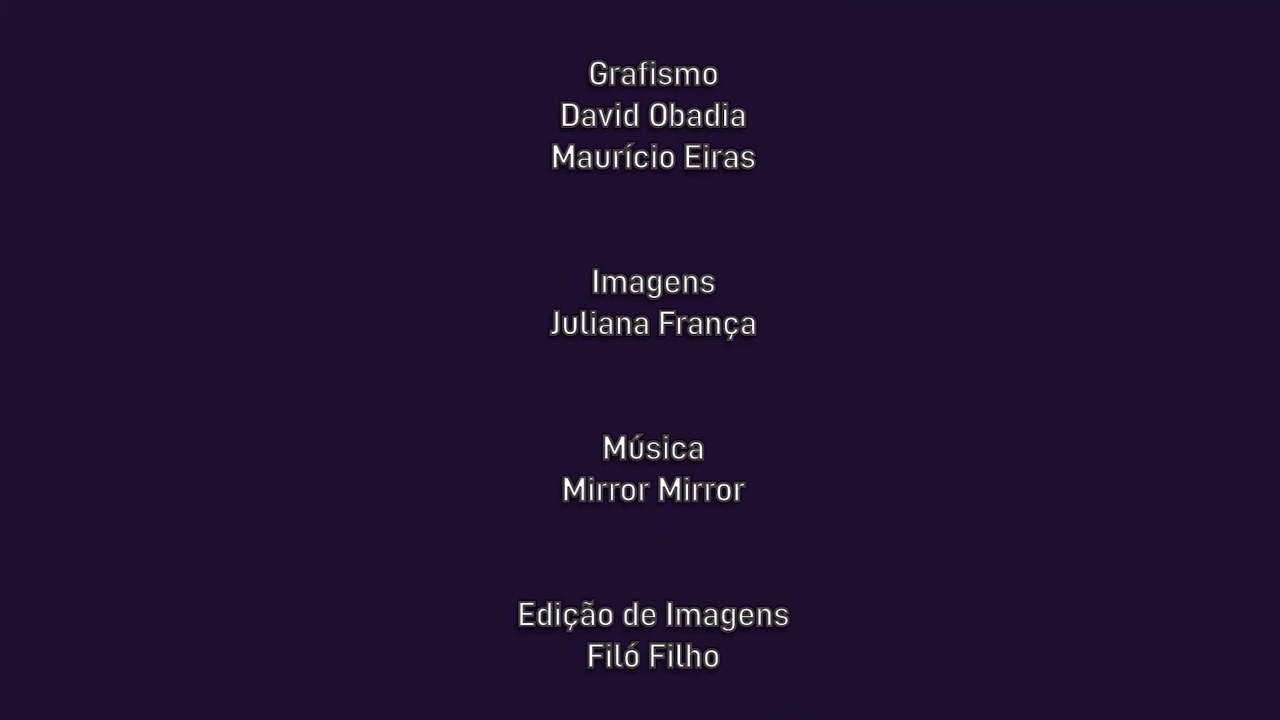 Grafismo
David Obadia
Maurício Eiras
Imagens
Juliana França
Música
Mirror Mirror
Edição de Imagens
Filó Filho